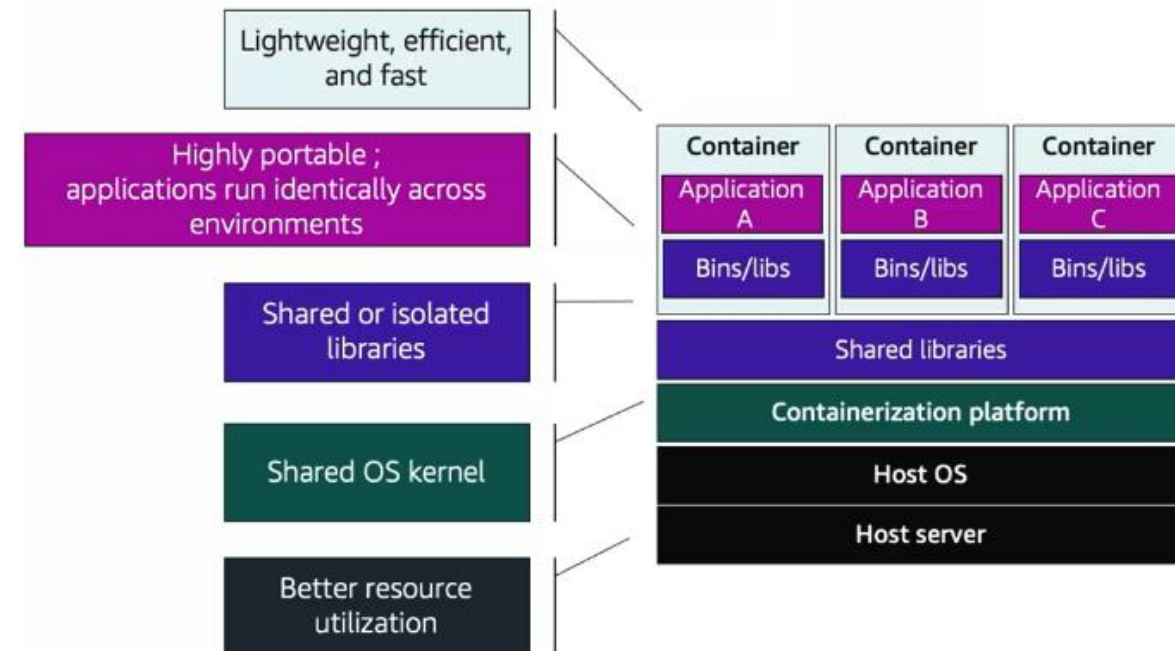 Lightweight, efficient,
and fast
Highly portable ;
applications run identically across
environments
Shared or isolated
libraries
Shared OS kernel
Better resource
utilization
Container
Application
A
Bins/libs
Container
Application
B
Bins/libs
Container
Application
C
Bins/libs
Shared libraries
Containerization platform
Host OS
Host server